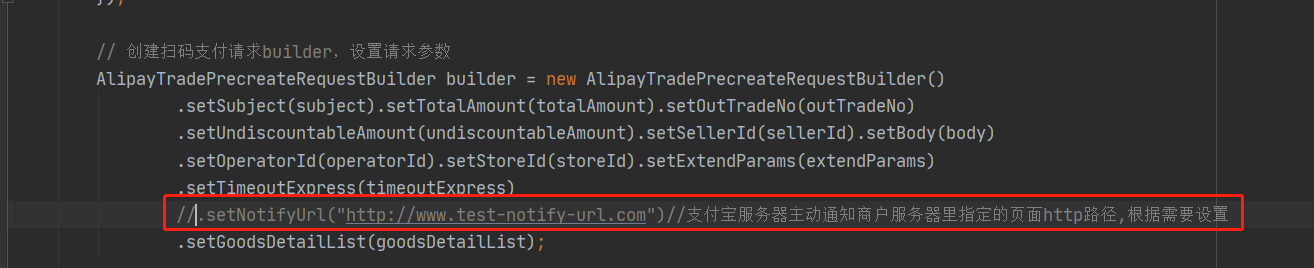 });
// 创建扫码支付请求builder，设置请求参数
AlipayTradePrecreateRequestBuilder builder = new AlipayTradePrecreateRequestBuilder()
.setSubject(subject).setTotalAmount(totalAmount).setOutTradeNo(outTradeNo)
.setUndiscountableAmount(undiscountableAmount).setSellerId(sellerId).setBody(body)
.setOperatorId(operatorId).setStoreId(storeId).setExtendParams(extendParams)
.setTimeoutExpress(timeoutExpress)
//.setNotifyUrl("http://www.test-notify-url.com")//支付宝服务器主动通知商户服务器里指定的页面http路径,根据需要设置
.setGoodsDetailList(goodsDetailList);